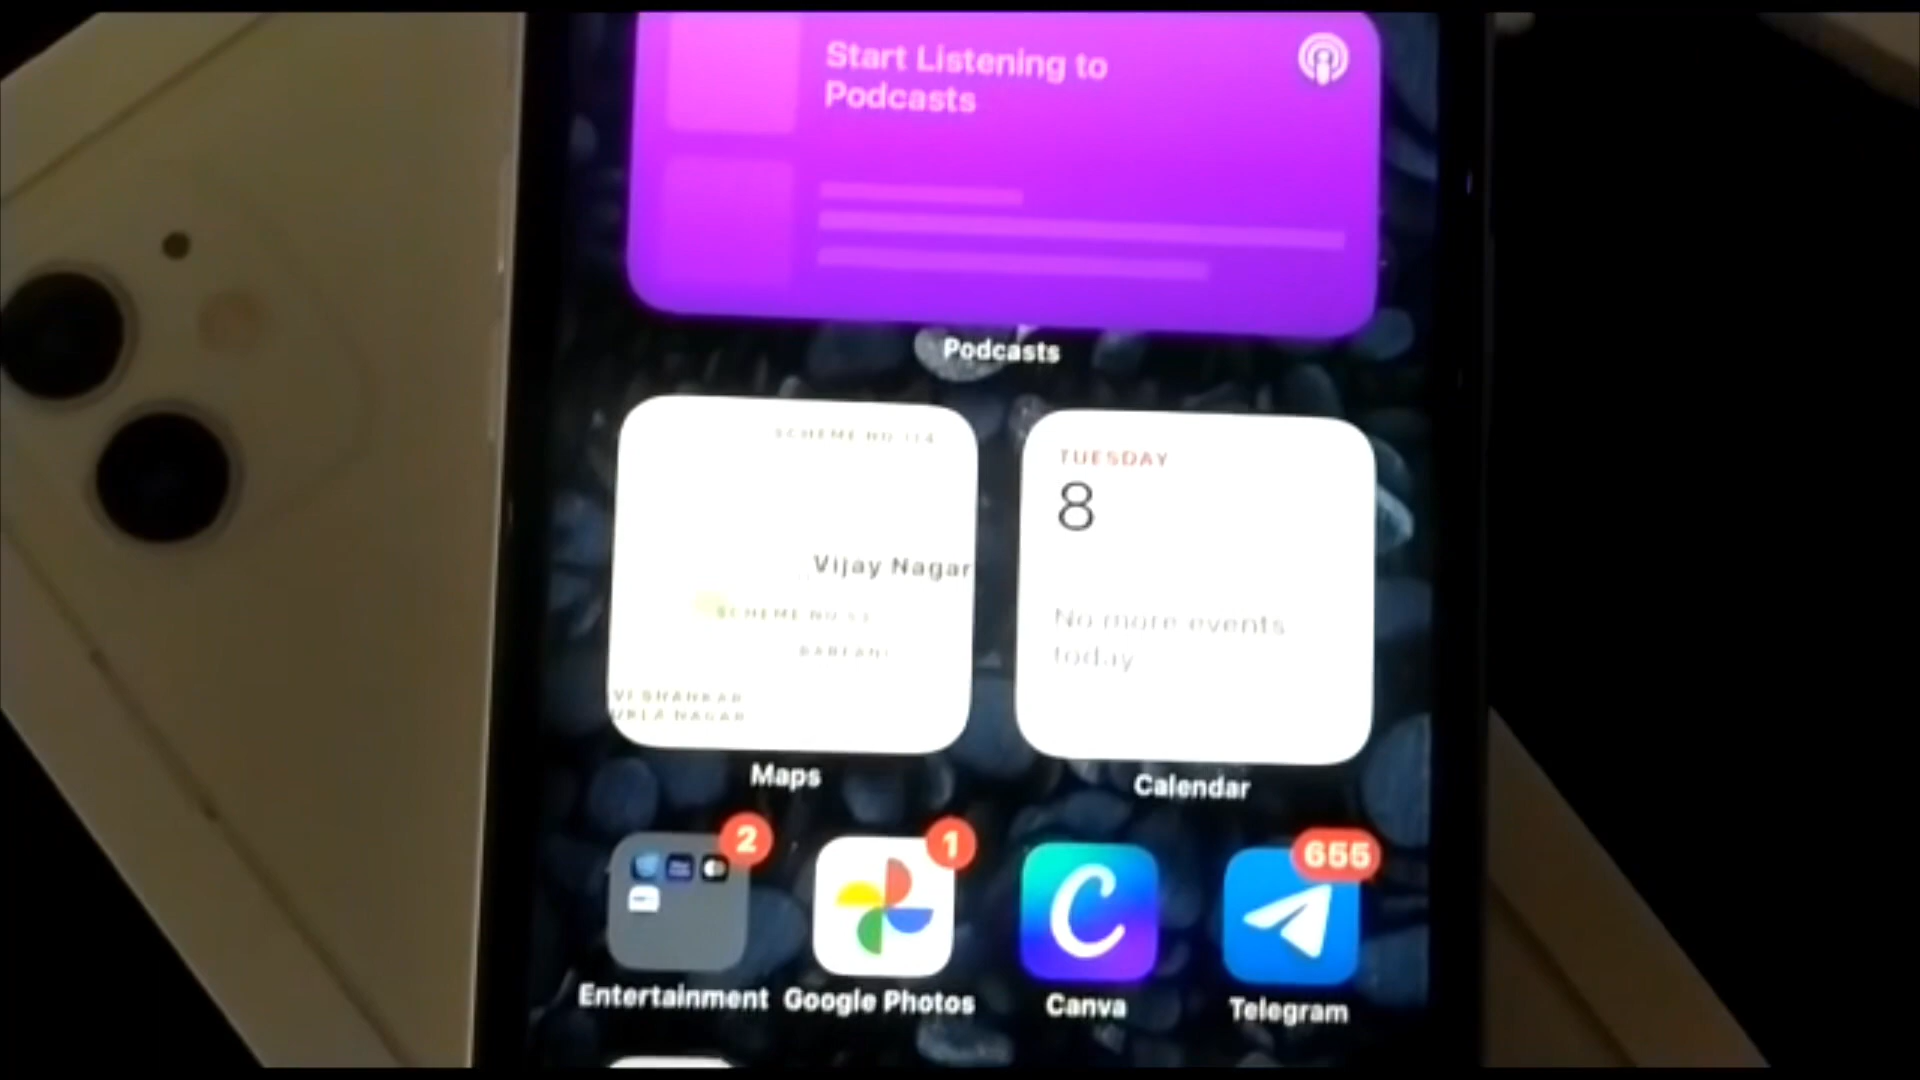 Start Listening to
Podcasts
Podcasts
SCHEME NO 114
Vijay Nagar
SCHEME NO 53
Maps
TUESDAY
8
No more events
today
Calendar
2
1
655
Entertainment
Google Photos
Canva
Telegram